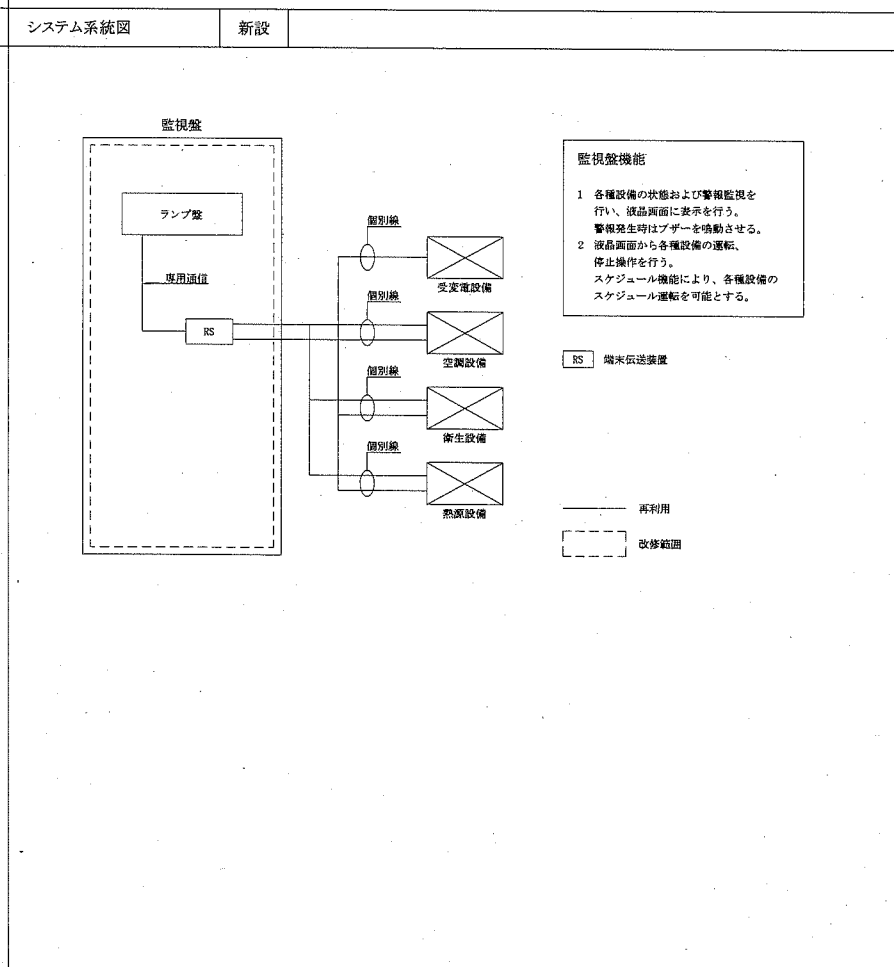 システム系統図
新設
監視盤
ランプ盤
専用通信
RS
個別線
受変電設備
個別線
空調設備
個別線
衛生設備
個別線
熱源設備
監視盤機能
1 各種設備の状態および警報監視を
行い、液晶画面に表示を行う。
警報発生時はブザーを鳴動させる。
2 液晶画面から各種設備の運転、
停止操作を行う。
スケジュール機能により、各種設備の
スケジュール運転を可能とする。
RS 端末伝送装置
再利用
改修範囲